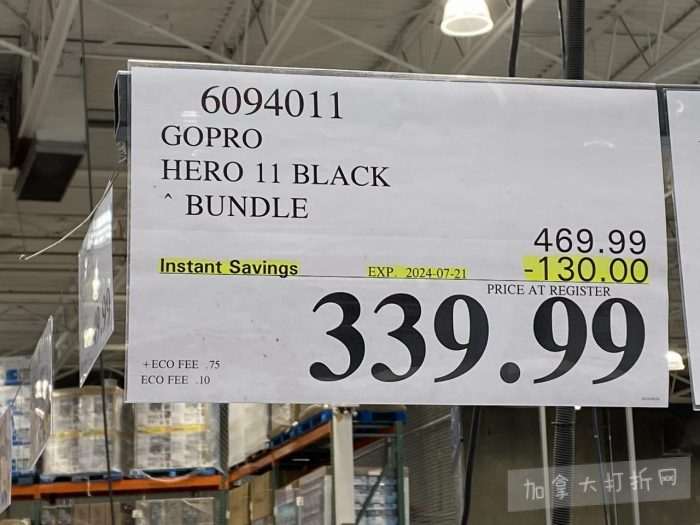 6094011
GOPRO
HERO 11 BLACK
^ BUNDLE
469.99
Instant Savings EXP. 2024-07-21 -130.00
PRICE AT REGISTER
339.99
+ECO FEE .75
ECO FEE .10
加拿大打折网